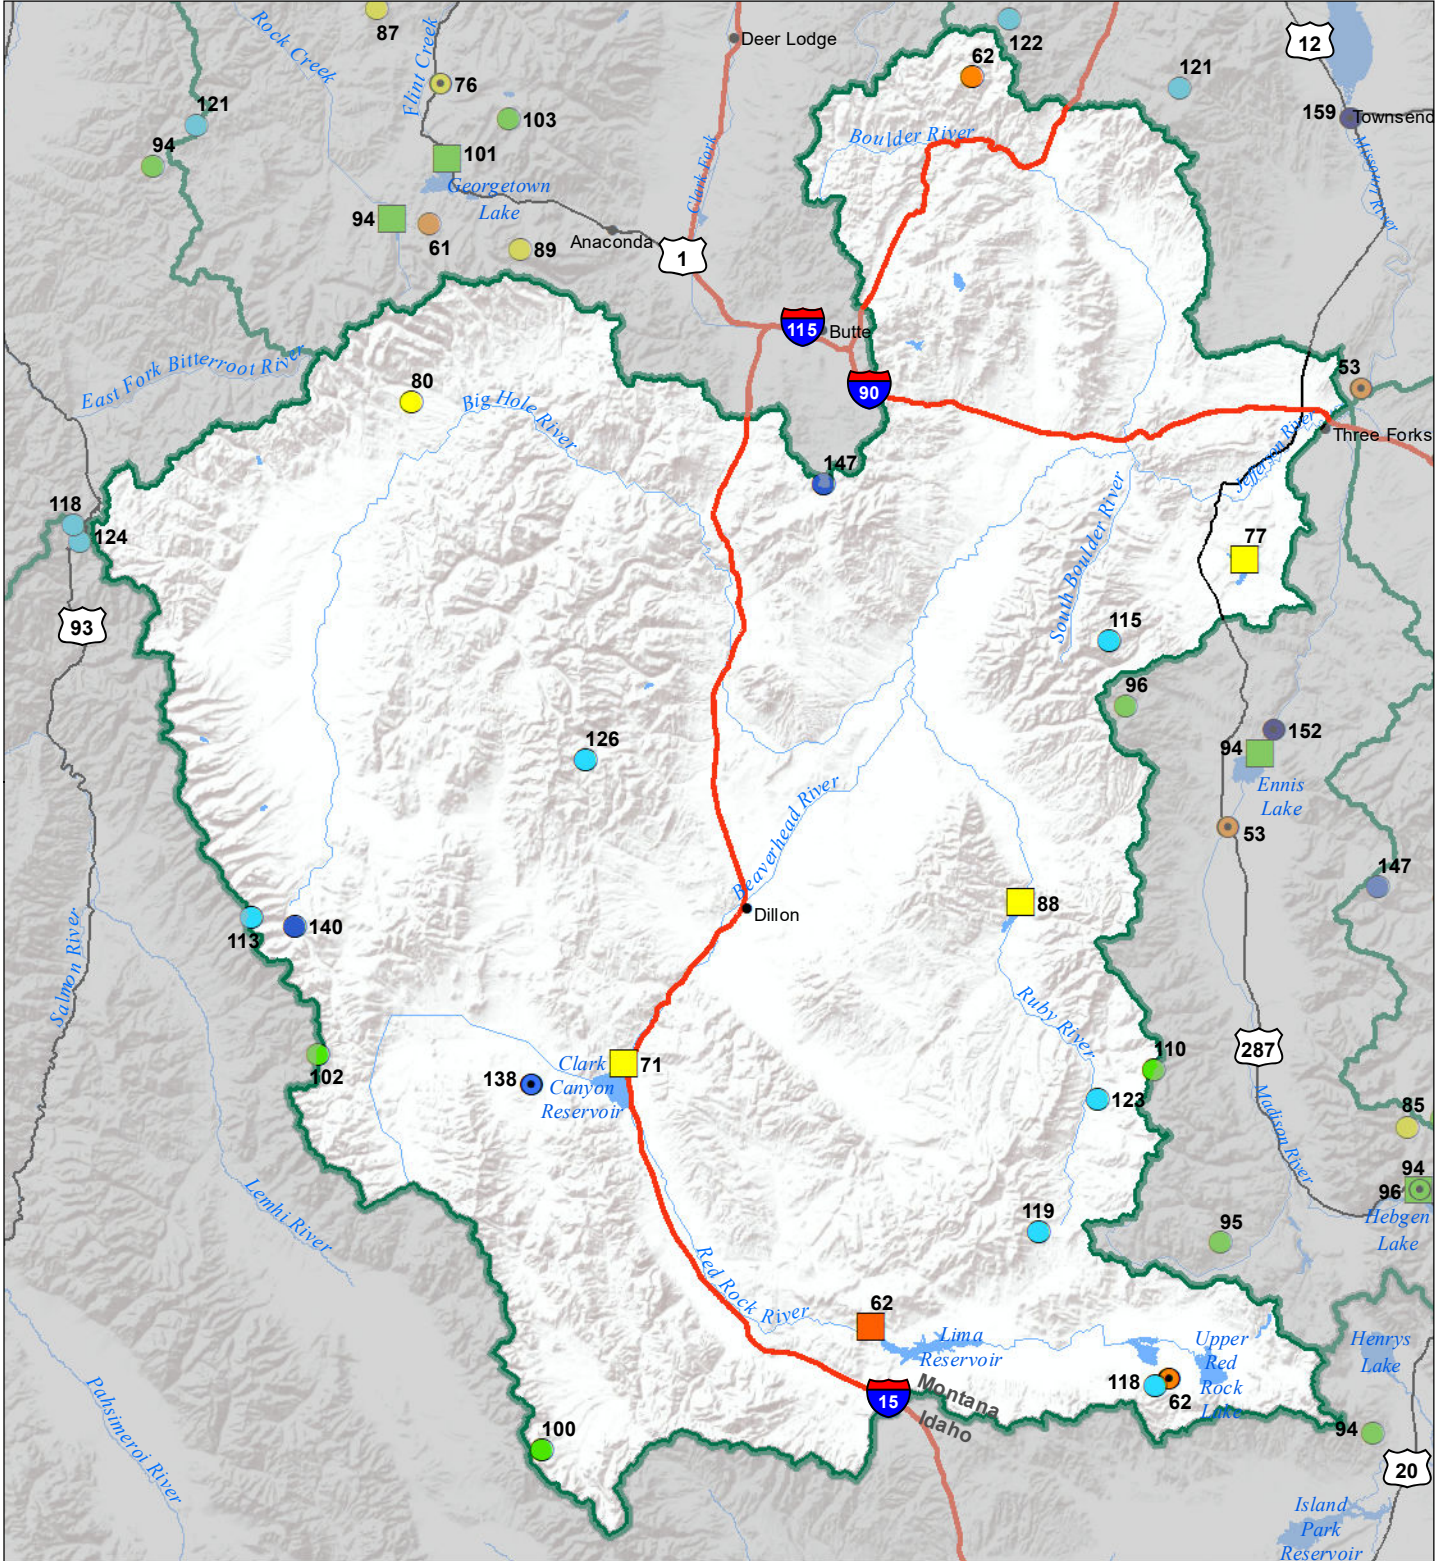 87
Rock Creek
Flint Creek
Deer Lodge
122
62
121
12
76
103
121
94
101
Georgetown
Lake
94
61
89
Anaconda
Clark Fork
1
Boulder River
159
Townsend
Missouri River
115
Butte
90
53
Three Forks
Jefferson River
East Fork Bitterroot River
80
Big Hole River
147
118
124
93
South Boulder River
77
115
96
152
94
Ennis
Lake
53
147
126
Beaverhead River
Dillon
88
Ruby River
113
140
Salmon River
102
138
Clark
Canyon
Reservoir
71
287
110
123
Madison River
85
94
96
Hebgen
Lake
95
119
Lemhi River
Red Rock River
62
Lima
Reservoir
Upper
Red
Rock
Lake
118
62
Henrys
Lake
Montana
Idaho
15
94
20
Pahsimeroi River
100
Island
Park
Reservoir